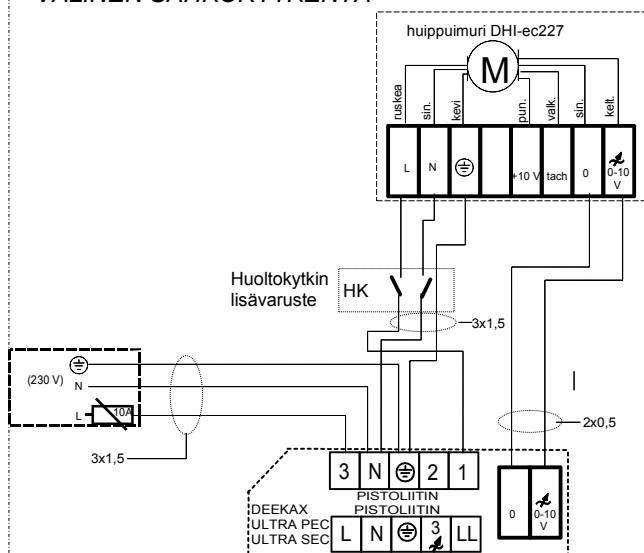 huippuimuri DHI-ec227
M
ruskea
sin.
kevi
pun.
valk.
sin.
kelt.
L
N
+10 V
tach
0
0-10
V
Huoltokytkin
lisävaruste
HK
3x1,5
(230 V)
N
L
10A
3x1,5
2x0,5
3 N 2 1
PISTOLIITIN
PISTOLIITIN
DEEKAX
ULTRA PEC
ULTRA SEC
L N 3 LL
0
0-10
V